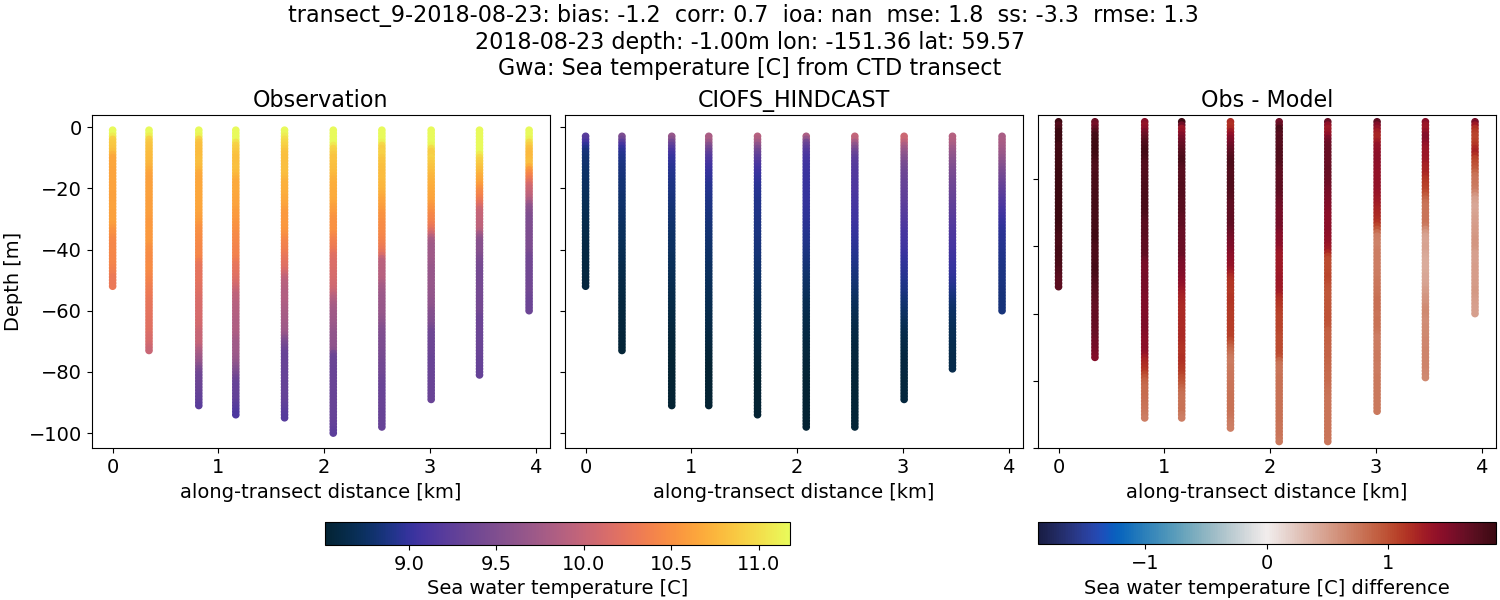 transect_9-2018-08-23: bias: -1.2  corr: 0.7  ioa: nan  mse: 1.8  ss: -3.3  rmse: 1.3
2018-08-23 depth: -1.00m lon: -151.36 lat: 59.57
Gwa: Sea temperature [C] from CTD transect
Observation
CIOFS_HINDCAST
Obs - Model
Depth [m]
0
−20
−40
−60
−80
−100
0 1 2 3 4
0 1 2 3 4
0 1 2 3 4
along-transect distance [km]
along-transect distance [km]
along-transect distance [km]
9.0 9.5 10.0 10.5 11.0
−1 0 1
Sea water temperature [C]
Sea water temperature [C] difference